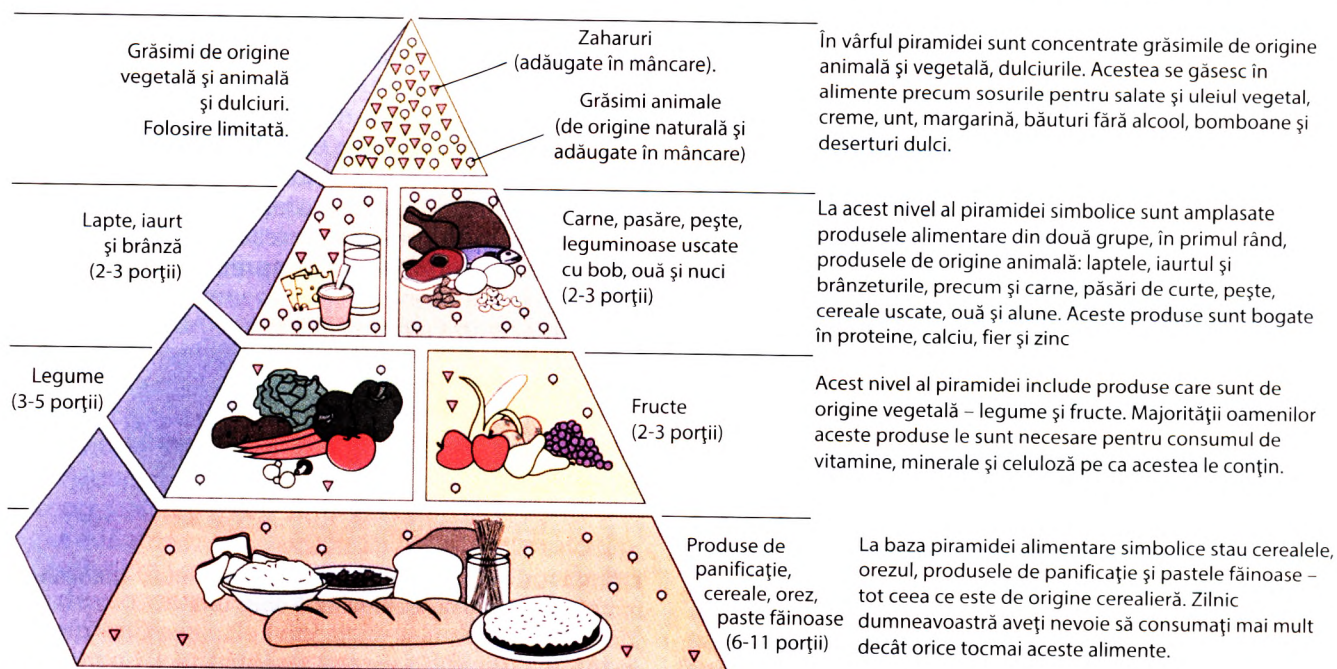 Grăsimi de origine
vegetală și animală
și dulciuri.
Folosire limitată.
Zaharuri
(adăugate în mâncare).
Grăsimi animale
(de origine naturală și
adăugate în mâncare)
În vârful piramidei sunt concentrate grăsimile de origine
animală și vegetală, dulciurile. Acestea se găsesc în
alimente precum sosurile pentru salate și uleiul vegetal,
creme, unt, margarină, băuturi fără alcool, bomboane și
deserturi dulci.
Lapte, iaurt
și brânză
(2-3 porții)
Carne, pasăre, pește,
leguminoase uscate
cu bob, ouă și nuci
(2-3 porții)
La acest nivel al piramidei simbolice sunt amplasate
produsele alimentare din două grupe, în primul rând,
produsele de origine animală: laptele, iaurtul și
brânzeturile, precum și carne, păsări de curte, pește,
cereale uscate, ouă și alune. Aceste produse sunt bogate
în proteine, calciu, fier și zinc
Legume
(3-5 porții)
Fructe
(2-3 porții)
Acest nivel al piramidei include produse care sunt de
origine vegetală – legume și fructe. Majorității oamenilor
aceste produse le sunt necesare pentru consumul de
vitamine, minerale și celuloză pe ca acestea le conțin.
Produse de
panificație,
cereale, orez,
paste făinoase
(6-11 porții)
La baza piramidei alimentare simbolice stau cerealele,
orezul, produsele de panificație și pastele făinoase –
tot ceea ce este de origine cerealieră. Zilnic
dumneavoastră aveți nevoie să consumați mai mult
decât orice tocmai aceste alimente.